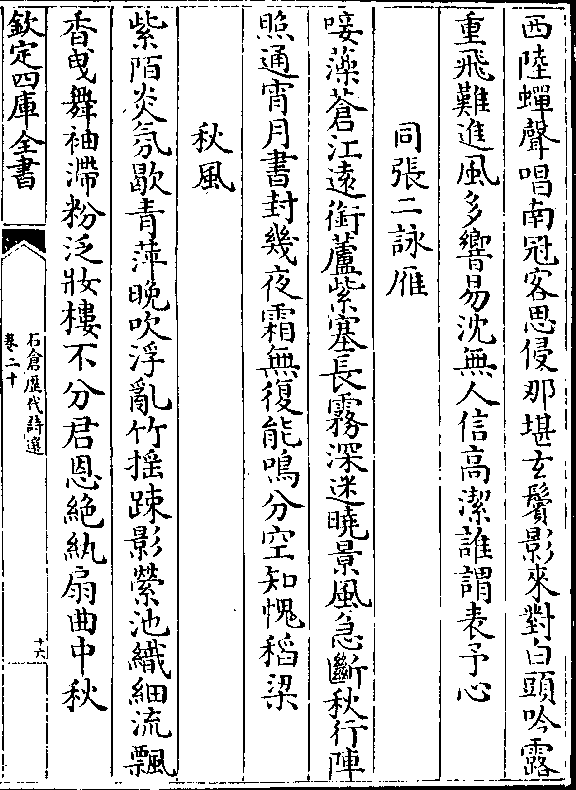 西陸蟬聲唱南冠客思侵那堪玄鬢影來對白頭吟露
重飛難進風多響易沈無人信高潔誰謂表予心
同張二詠雁
唼藻蒼江遠銜蘆紫塞長霧深迷曉景風急斷秋行陣
照通宵月書封幾夜霜無復能鳴分空知愧稻粱
秋風
紫陌炎氛歇青萍晚吹浮亂竹揺踈影縈池織細流飄
香曳舞袖滯粉泛妝樓不分君恩絶紈扇曲中秋
欽定四庫全書
石倉歷代詩選
卷二十
十六